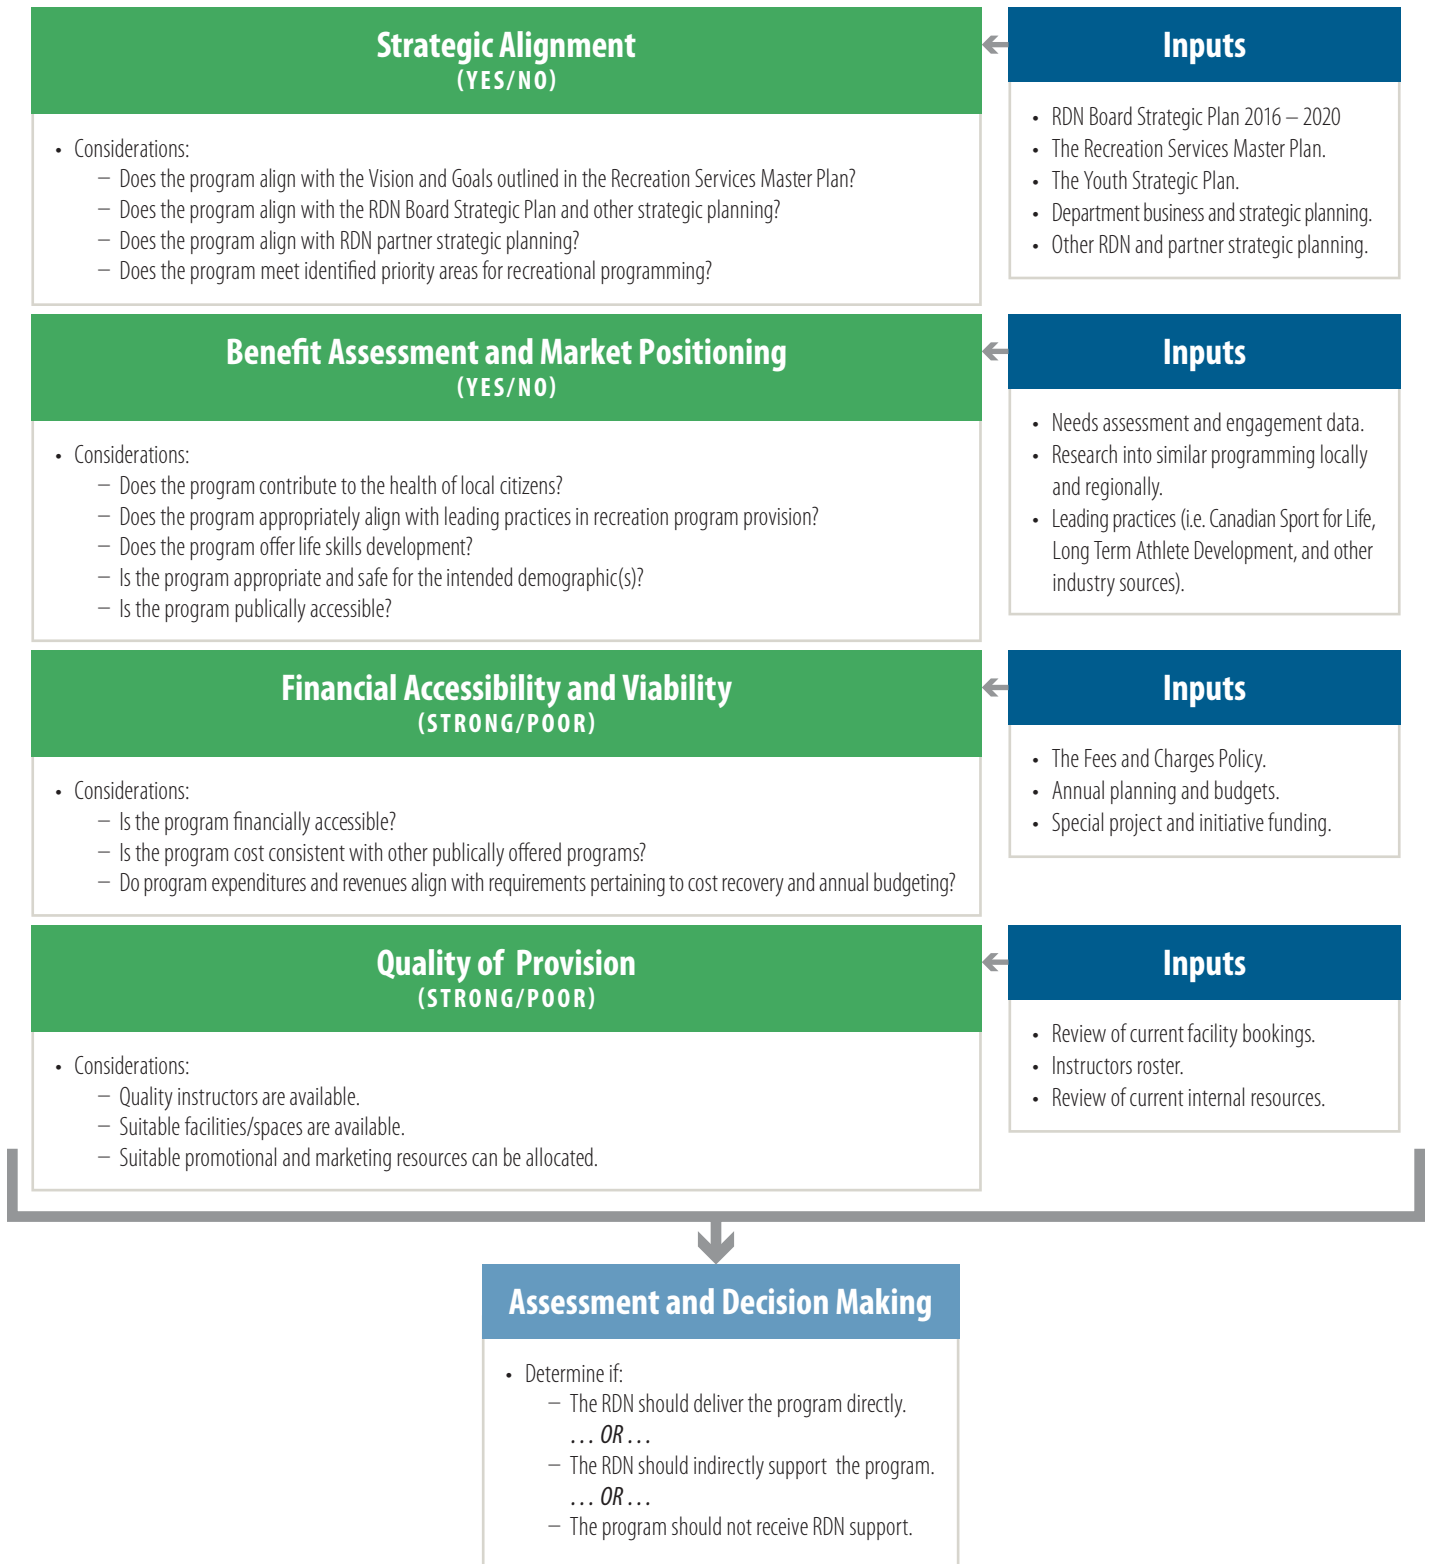 Strategic Alignment
(YES/NO)
• Considerations:
– Does the program align with the Vision and Goals outlined in the Recreation Services Master Plan?
– Does the program align with the RDN Board Strategic Plan and other strategic planning?
– Does the program align with RDN partner strategic planning?
– Does the program meet identified priority areas for recreational programming?
Inputs
• RDN Board Strategic Plan 2016 – 2020
• The Recreation Services Master Plan.
• The Youth Strategic Plan.
• Department business and strategic planning.
• Other RDN and partner strategic planning.
Benefit Assessment and Market Positioning
(YES/NO)
• Considerations:
– Does the program contribute to the health of local citizens?
– Does the program appropriately align with leading practices in recreation program provision?
– Does the program offer life skills development?
– Is the program appropriate and safe for the intended demographic(s)?
– Is the program publically accessible?
Inputs
• Needs assessment and engagement data.
• Research into similar programming locally
and regionally.
• Leading practices (i.e. Canadian Sport for Life,
Long Term Athlete Development, and other
industry sources).
Financial Accessibility and Viability
(STRONG/POOR)
• Considerations:
– Is the program financially accessible?
– Is the program cost consistent with other publically offered programs?
– Do program expenditures and revenues align with requirements pertaining to cost recovery and annual budgeting?
Inputs
• The Fees and Charges Policy.
• Annual planning and budgets.
• Special project and initiative funding.
Quality of Provision
(STRONG/POOR)
• Considerations:
– Quality instructors are available.
– Suitable facilities/spaces are available.
– Suitable promotional and marketing resources can be allocated.
Inputs
• Review of current facility bookings.
• Instructors roster.
• Review of current internal resources.
Assessment and Decision Making
• Determine if:
– The RDN should deliver the program directly.
. . . OR . . .
– The RDN should indirectly support the program.
. . . OR . . .
– The program should not receive RDN support.